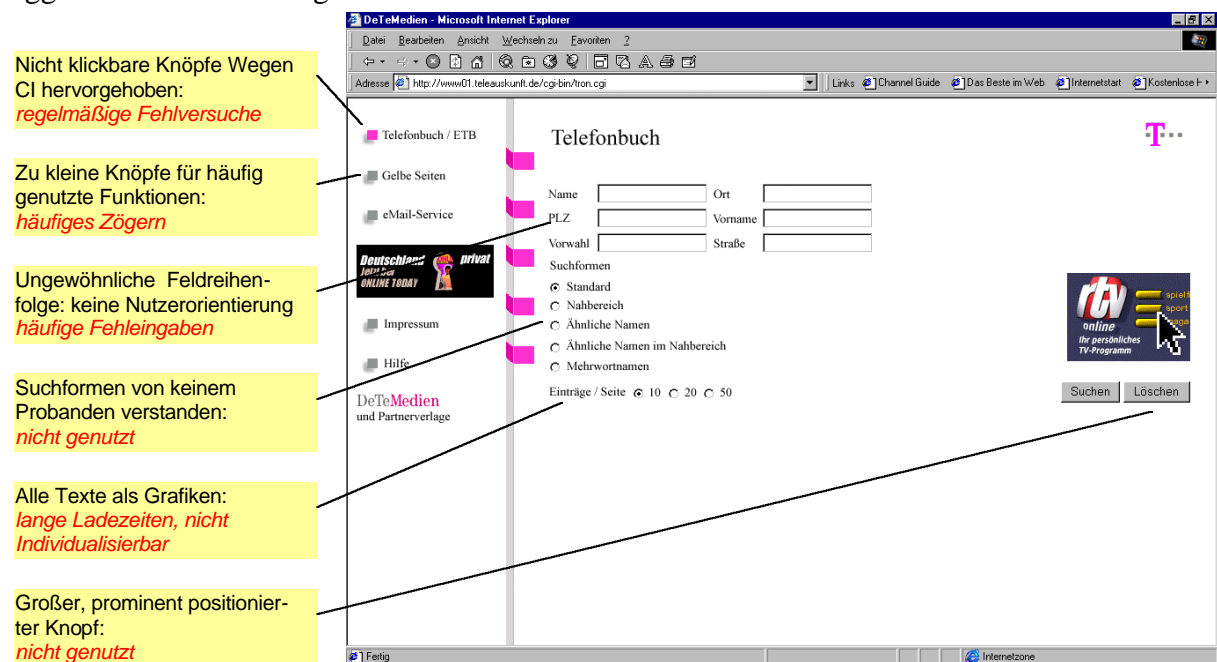 DeTeMedien - Microsoft Internet Explorer
Datei Bearbeiten Ansicht Wechseln zu Favoriten ?
Adresse http://www01.teleauskunft.de/cgi-bin/tron.cgi
Links Channel Guide Das Beste im Web Internetstart Kostenlose
Nicht klickbare Knöpfe Wegen
CI hervorgehoben:
regelmäßige Fehlversuche
Zu kleine Knöpfe für häufig
genutzte Funktionen:
häufiges Zögern
Ungewöhnliche Feldreihen-
folge: keine Nutzerorientierung
häufige Fehleingaben
Suchformen von keinem
Probanden verstanden:
nicht genutzt
Alle Texte als Grafiken:
lange Ladezeiten, nicht
Individualisierbar
Großer, prominent positionier-
ter Knopf:
nicht genutzt
Telefonbuch / ETB
Gelbe Seiten
eMail-Service
Deutschland privat
ONLINE TODAY
Impressum
Hilfe
DeTeMedien
und Partnerverlage
Telefonbuch
T
Name Ort
PLZ Vorname
Vorwahl Straße
Suchformen
Standard
Nahbereich
Ähnliche Namen
Ähnliche Namen im Nahbereich
Mehrwortnamen
Einträge / Seite 10 20 50
rtv
online
Ihr persönliches
TV-Programm
spielf
sport
Suchen Löschen
Fertig
Internetzone